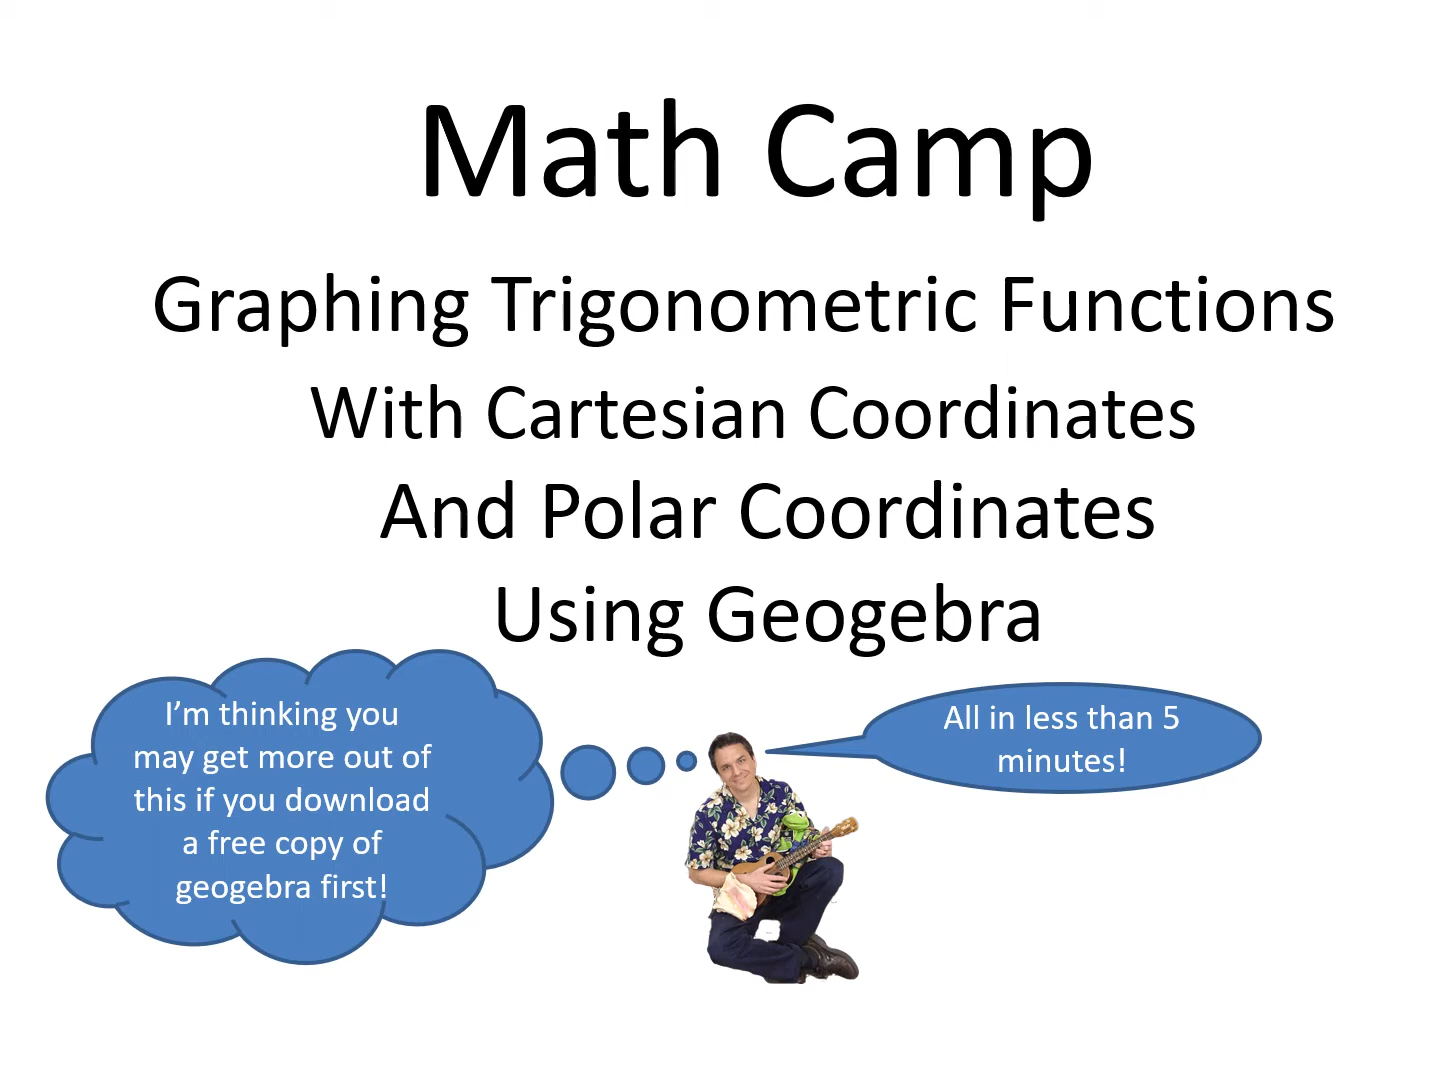 Math Camp
Graphing Trigonometric Functions
With Cartesian Coordinates
And Polar Coordinates
Using Geogebra
I'm thinking you
may get more out of
this if you download
a free copy of
geogebra first!
All in less than 5
minutes!